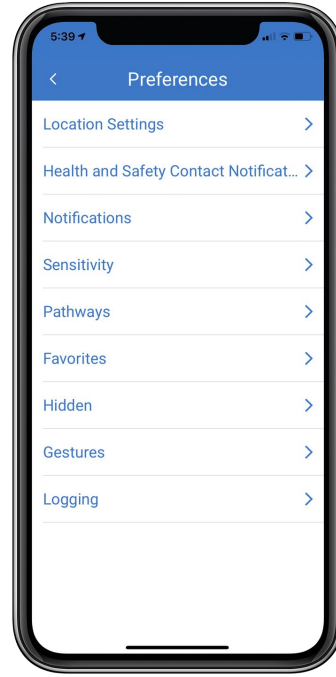 5:39
Preferences
Location Settings
Health and Safety Contact Notificat...
Notifications
Sensitivity
Pathways
Favorites
Hidden
Gestures
Logging